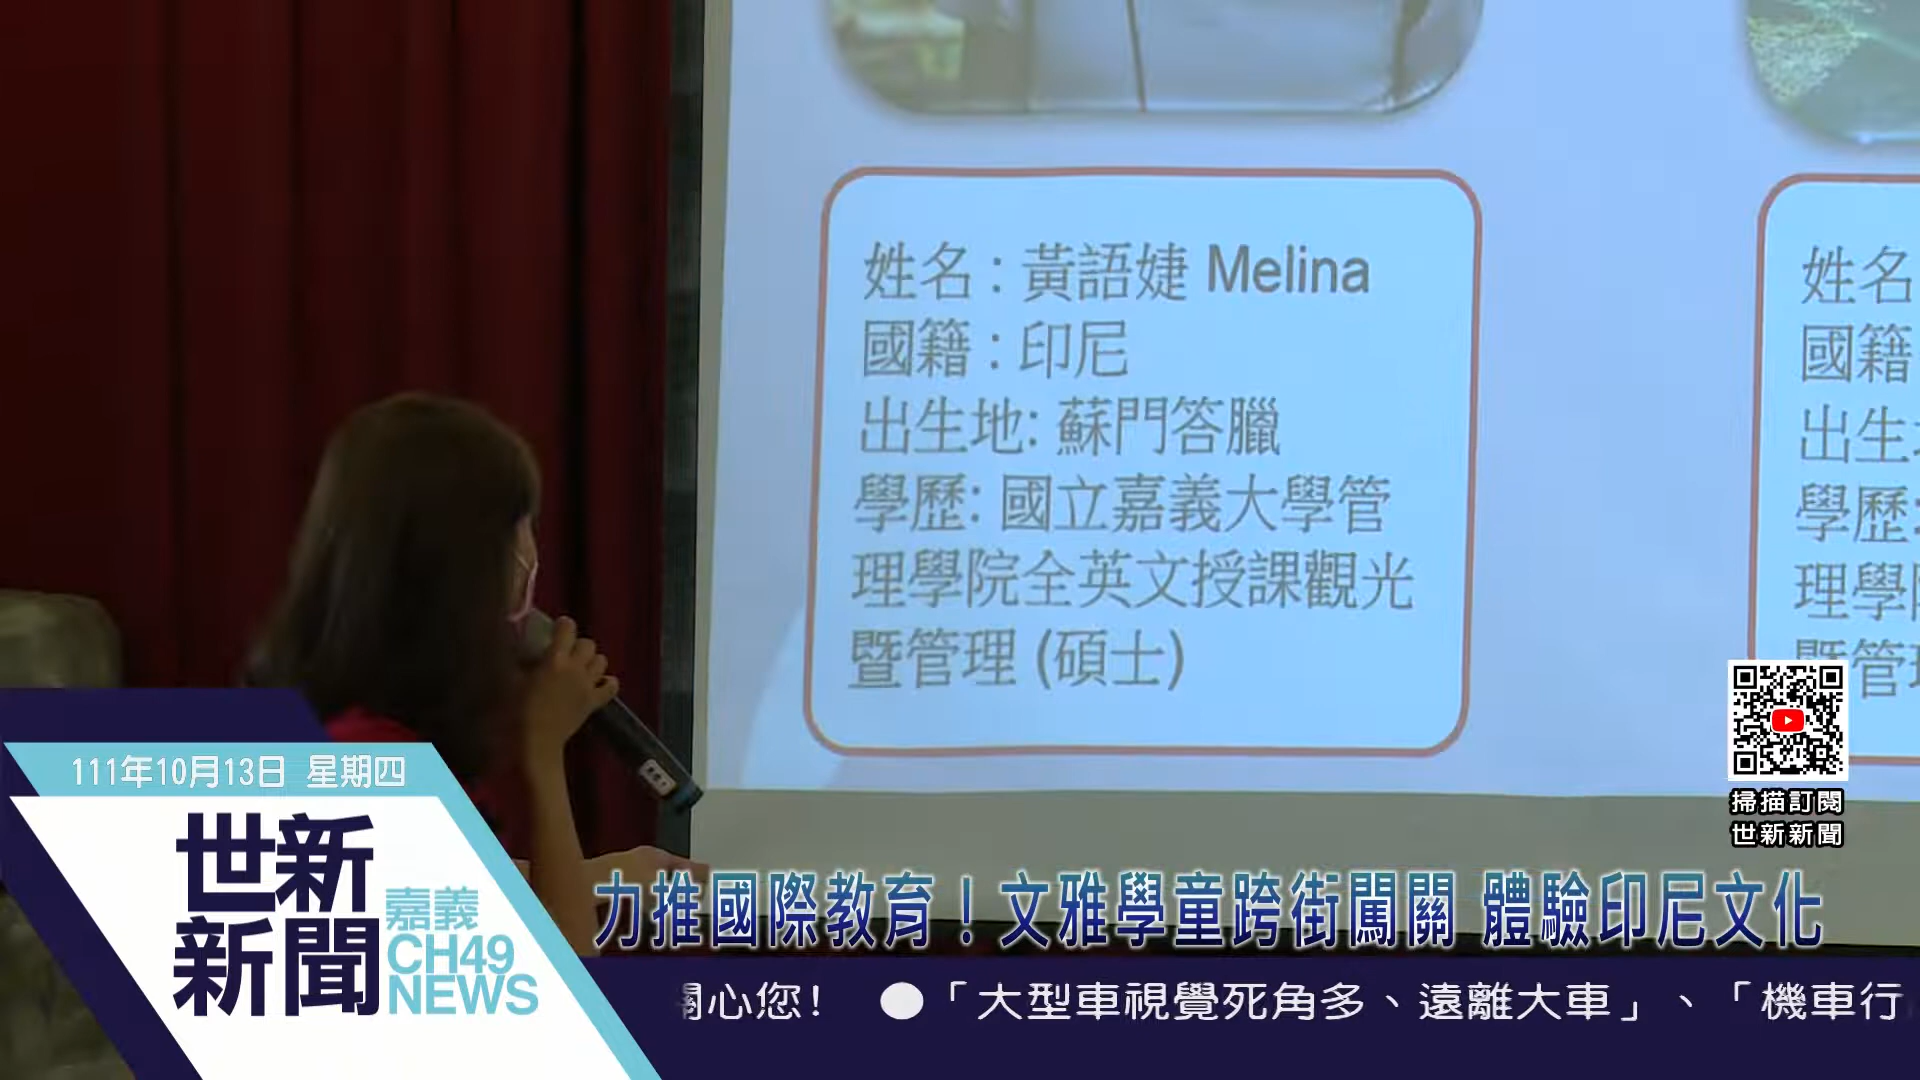 姓名 : 黃語婕 Melina
國籍 : 印尼
出生地: 蘇門答臘
學歷: 國立嘉義大學管
理學院全英文授課觀光
暨管理 (碩士)
姓名
國籍
出生
學歷:
理學
暨管
掃描訂閱
世新新聞
111年10月13日 星期四
世新
新聞
嘉義
CH49
NEWS
力推國際教育！文雅學童跨街闖關 體驗印尼文化
關心您！ ●「大型車視覺死角多、遠離大車」、「機車行